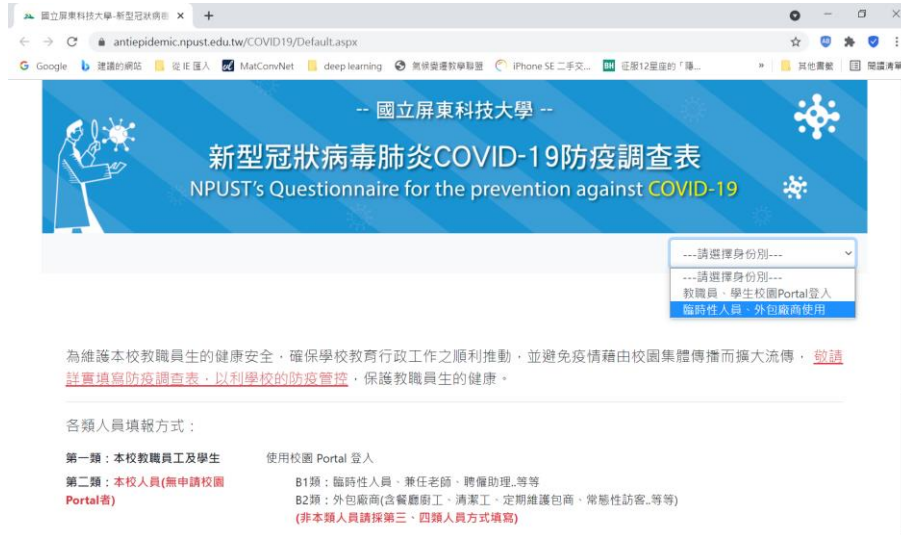 國立屏東科技大學-新型冠狀病
antiepidemic.npust.edu.tw/COVID19/Default.aspx
Google 建議的網站 從 IE 匯入 MatConvNet deep learning 氣候變遷教學聯盟 iPhone SE 二手交... 征服12星座的「 » 其他書籤 閱讀清單
-- 國立屏東科技大學 --
新型冠狀病毒肺炎COVID-19防疫調查表
NPUST's Questionnaire for the prevention against COVID-19
---請選擇身份別---
---請選擇身份別---
教職員、學生校園Portal登入
臨時性人員、外包廠商使用
為維護本校教職員生的健康安全，確保學校教育行政工作之順利推動，並避免疫情藉由校園集體傳播而擴大流傳， 敬請
詳實填寫防疫調查表，以利學校的防疫管控，保護教職員生的健康。
各類人員填報方式：
第一類：本校教職員工及學生 使用校園 Portal 登入
第二類：本校人員(無申請校園 B1類：臨時性人員、兼任老師、聘僱助理..等等
Portal者) B2類：外包廠商(含餐廳廚工、清潔工、定期維護包商、常態性訪客..等等)
(非本類人員請採第三、四類人員方式填寫)